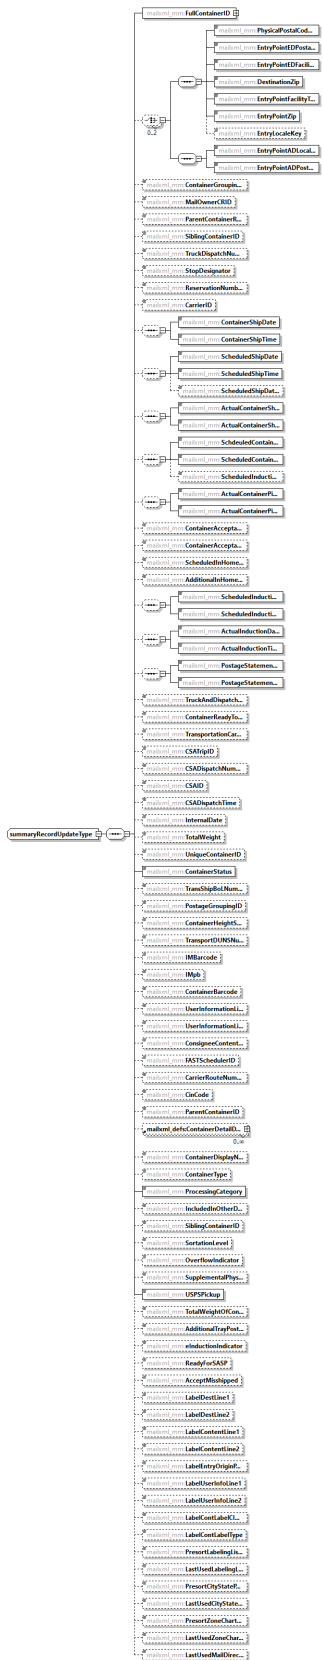 mailxml_mm:FullContainerID
mailxml_mm:PhysicalPostalCod...
mailxml_mm:EntryPointEDPosta...
mailxml_mm:EntryPointEDFacili...
mailxml_mm:DestinationZip
mailxml_mm:EntryPointFacilityT...
mailxml_mm:EntryPointZip
mailxml_mm:EntryLocaleKey
0..2
mailxml_mm:EntryPointADLocal...
mailxml_mm:EntryPointADPost...
mailxml_mm:ContainerGroupin...
mailxml_mm:MailOwnerCRID
mailxml_mm:ParentContainerR...
mailxml_mm:SiblingContainerID
mailxml_mm:TruckDispatchNu...
mailxml_mm:StopDesignator
mailxml_mm:ReservationNumb...
mailxml_mm:CarrierID
mailxml_mm:ContainerShipDate
mailxml_mm:ContainerShipTime
mailxml_mm:ScheduledShipDate
mailxml_mm:ScheduledShipTime
mailxml_mm:ScheduledShipDat...
mailxml_mm:ActualContainerSh...
mailxml_mm:ActualContainerSh...
mailxml_mm:SchdeuledContain...
mailxml_mm:ScheduledContain...
mailxml_mm:ScheduledInducti...
mailxml_mm:ActualContainerPi...
mailxml_mm:ActualContainerPi...
mailxml_mm:ContainerAccepta...
mailxml_mm:ContainerAccepta...
mailxml_mm:ScheduledInHome...
mailxml_mm:AdditionalInHome...
mailxml_mm:ScheduledInducti...
mailxml_mm:ScheduledInducti...
mailxml_mm:ActualInductionDa...
mailxml_mm:ActualInductionTi...
mailxml_mm:PostageStatemen...
mailxml_mm:PostageStatemen...
mailxml_mm:TruckAndDispatch...
mailxml_mm:ContainerReadyTo...
mailxml_mm:TransportationCar...
mailxml_mm:CSATripID
mailxml_mm:CSADispatchNum...
mailxml_mm:CSAID
mailxml_mm:CSADispatchTime
mailxml_mm:InternalDate
summaryRecordUpdateType
mailxml_mm:TotalWeight
mailxml_mm:UniqueContainerID
mailxml_mm:ContainerStatus
mailxml_mm:TransShipBoLNum...
mailxml_mm:PostageGroupingID
mailxml_mm:ContainerHeightS...
mailxml_mm:TransportDUNSNu...
mailxml_mm:IMBarcode
mailxml_mm:IMpb
mailxml_mm:ContainerBarcode
mailxml_mm:UserInformationLi...
mailxml_mm:UserInformationLi...
mailxml_mm:ConsigneeContent...
mailxml_mm:FASTSchedulerID
mailxml_mm:CarrierRouteNum...
mailxml_mm:CinCode
mailxml_mm:ParentContainerID
mailxml_defs:ContainerDetailD...
0..∞
mailxml_mm:ContainerDisplayN...
mailxml_mm:ContainerType
mailxml_mm:ProcessingCategory
mailxml_mm:IncludedInOtherD...
mailxml_mm:SiblingContainerID
mailxml_mm:SortationLevel
mailxml_mm:OverflowIndicator
mailxml_mm:SupplementalPhys...
mailxml_mm:USPSPickup
mailxml_mm:TotalWeightOfCon...
mailxml_mm:AdditionalTrayPost...
mailxml_mm:eInductionIndicator
mailxml_mm:ReadyForSASP
mailxml_mm:AcceptMisshipped
mailxml_mm:LabelDestLine1
mailxml_mm:LabelDestLine2
mailxml_mm:LabelContentLine1
mailxml_mm:LabelContentLine2
mailxml_mm:LabelEntryOriginP...
mailxml_mm:LabelUserInfoLine1
mailxml_mm:LabelUserInfoLine2
mailxml_mm:LabelContLabelCl...
mailxml_mm:LabelContLabelType
mailxml_mm:PresortLabelingLis...
mailxml_mm:LastUsedLabelingL...
mailxml_mm:PresortCityStateP...
mailxml_mm:LastUsedCityState...
mailxml_mm:PresortZoneChart...
mailxml_mm:LastUsedZoneChar...
mailxml_mm:LastUsedMailDirec...